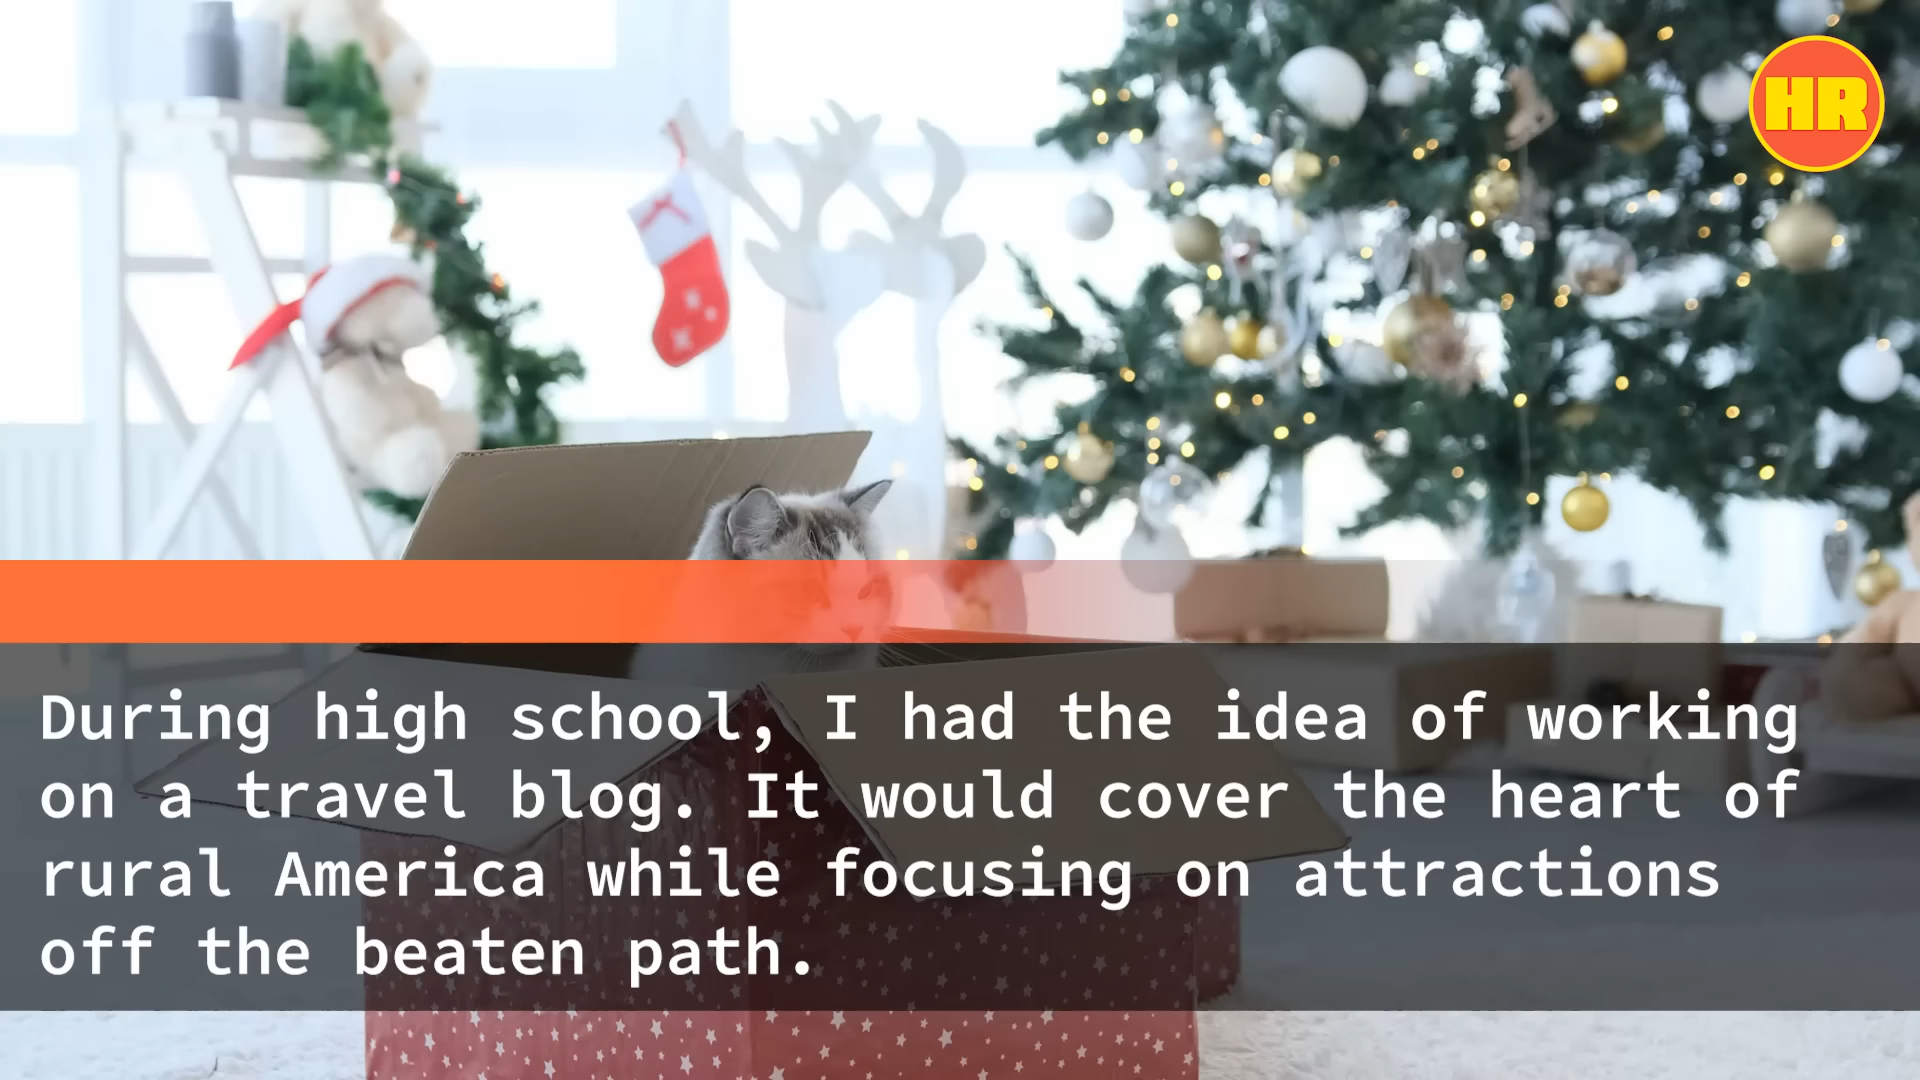 HR
During high school, I had the idea of working
on a travel blog. It would cover the heart of
rural America while focusing on attractions
off the beaten path.